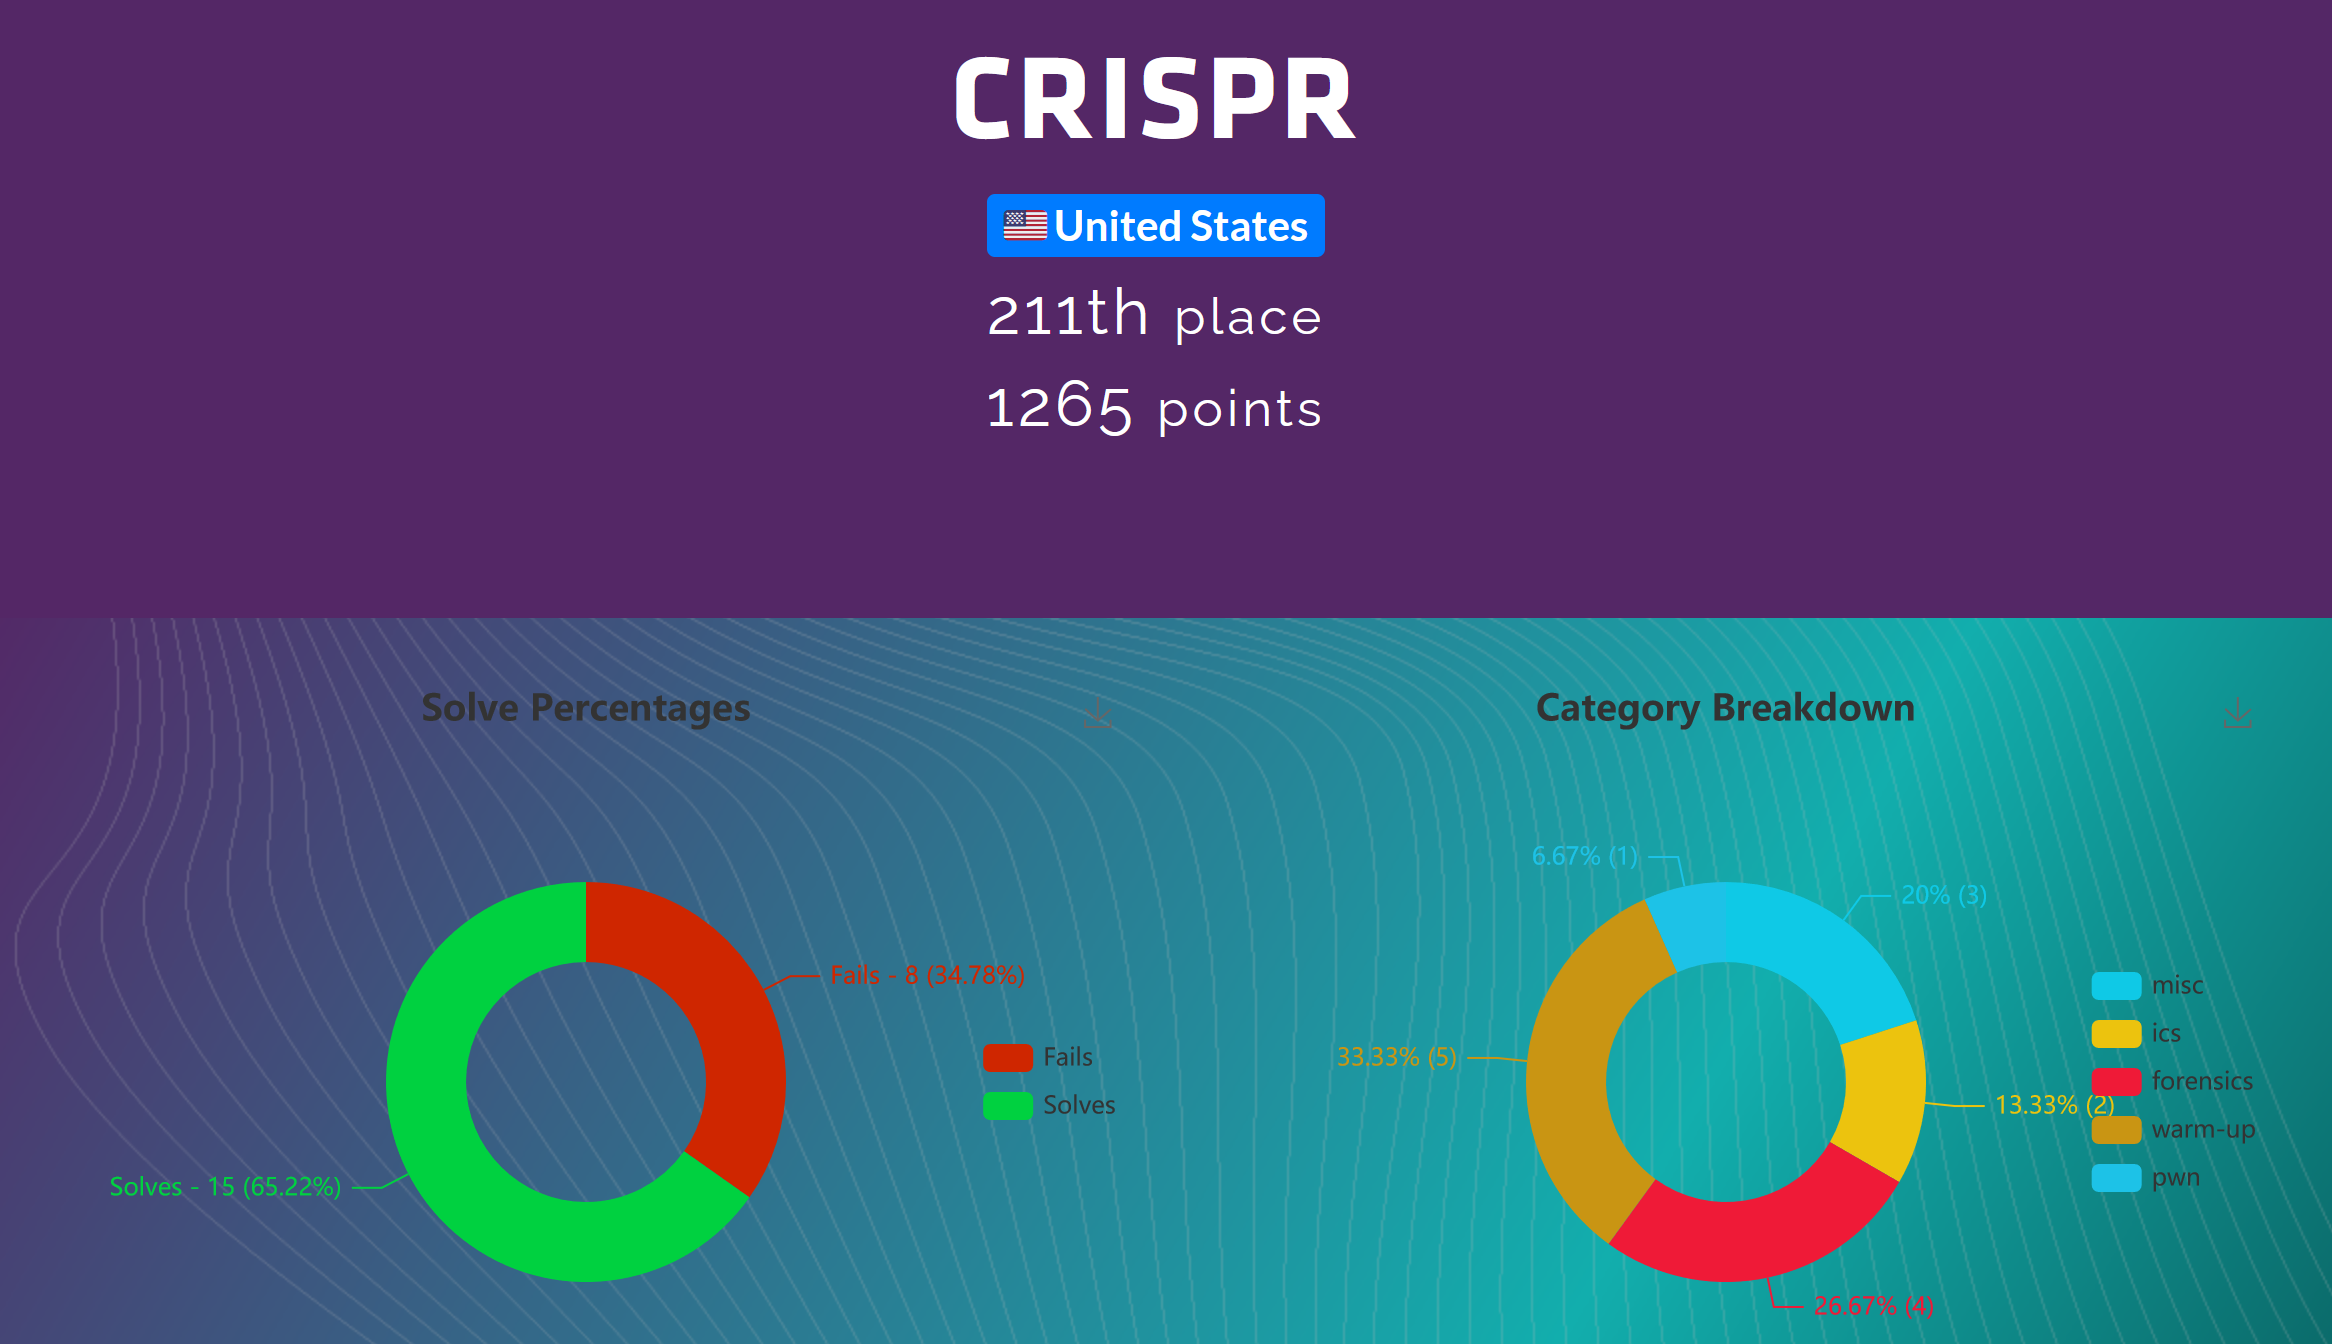 CRISPR
United States
211th place
1265 points
Solve Percentages
Fails - 8 (34.78%)
Fails
Solves
Solves - 15 (65.22%)
Category Breakdown
6.67% (1)
20% (3)
33.33% (5)
13.33% (2)
26.67% (4)
misc
ics
forensics
warm-up
pwn